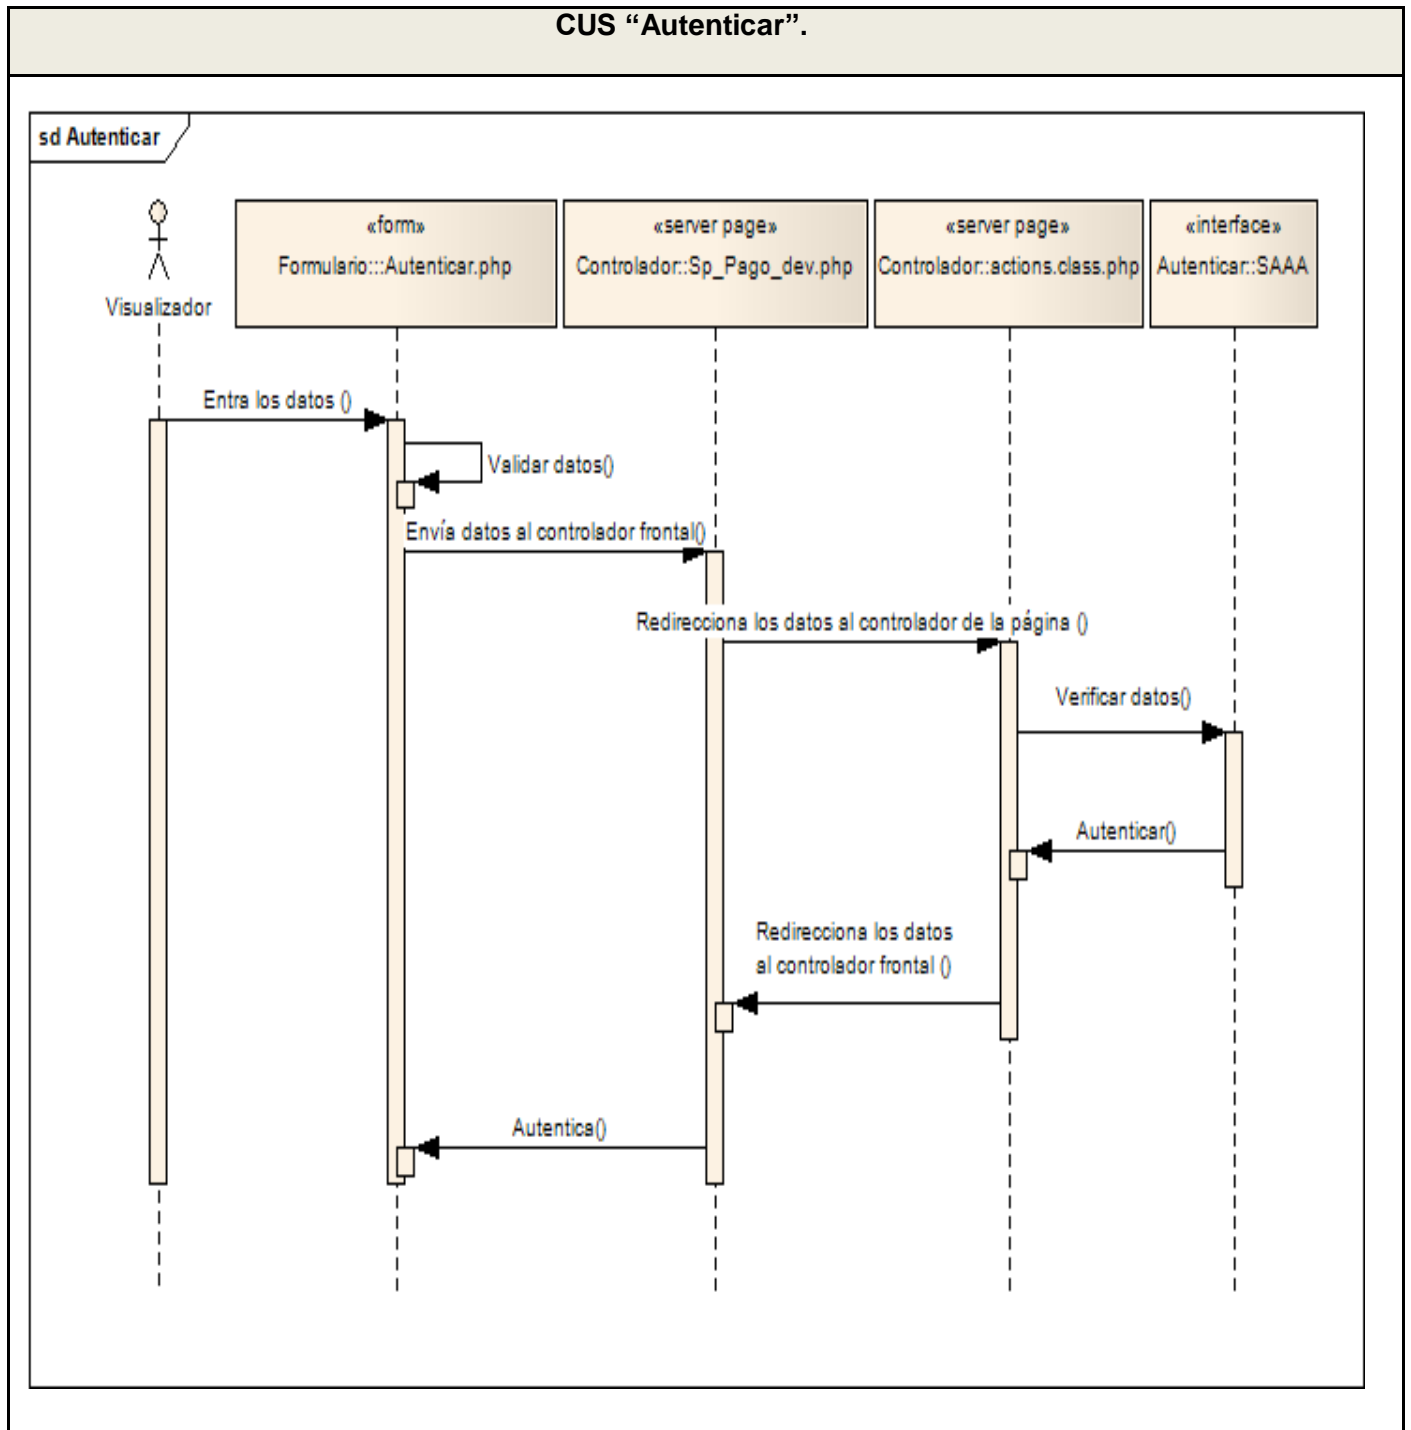 CUS “Autenticar”.
sd Autenticar
«form»
Formulario:::Autenticar.php
«server page»
Controlador::Sp_Pago_dev.php
«server page»
Controlador::actions.class.php
«interface»
Autenticar::SAAA
Visualizador
Entra los datos ()
Validar datos()
Envía datos al controlador frontal()
Redirecciona los datos al controlador de la página ()
Verificar datos()
Autenticar()
Redirecciona los datos
al controlador frontal ()
Autentica()